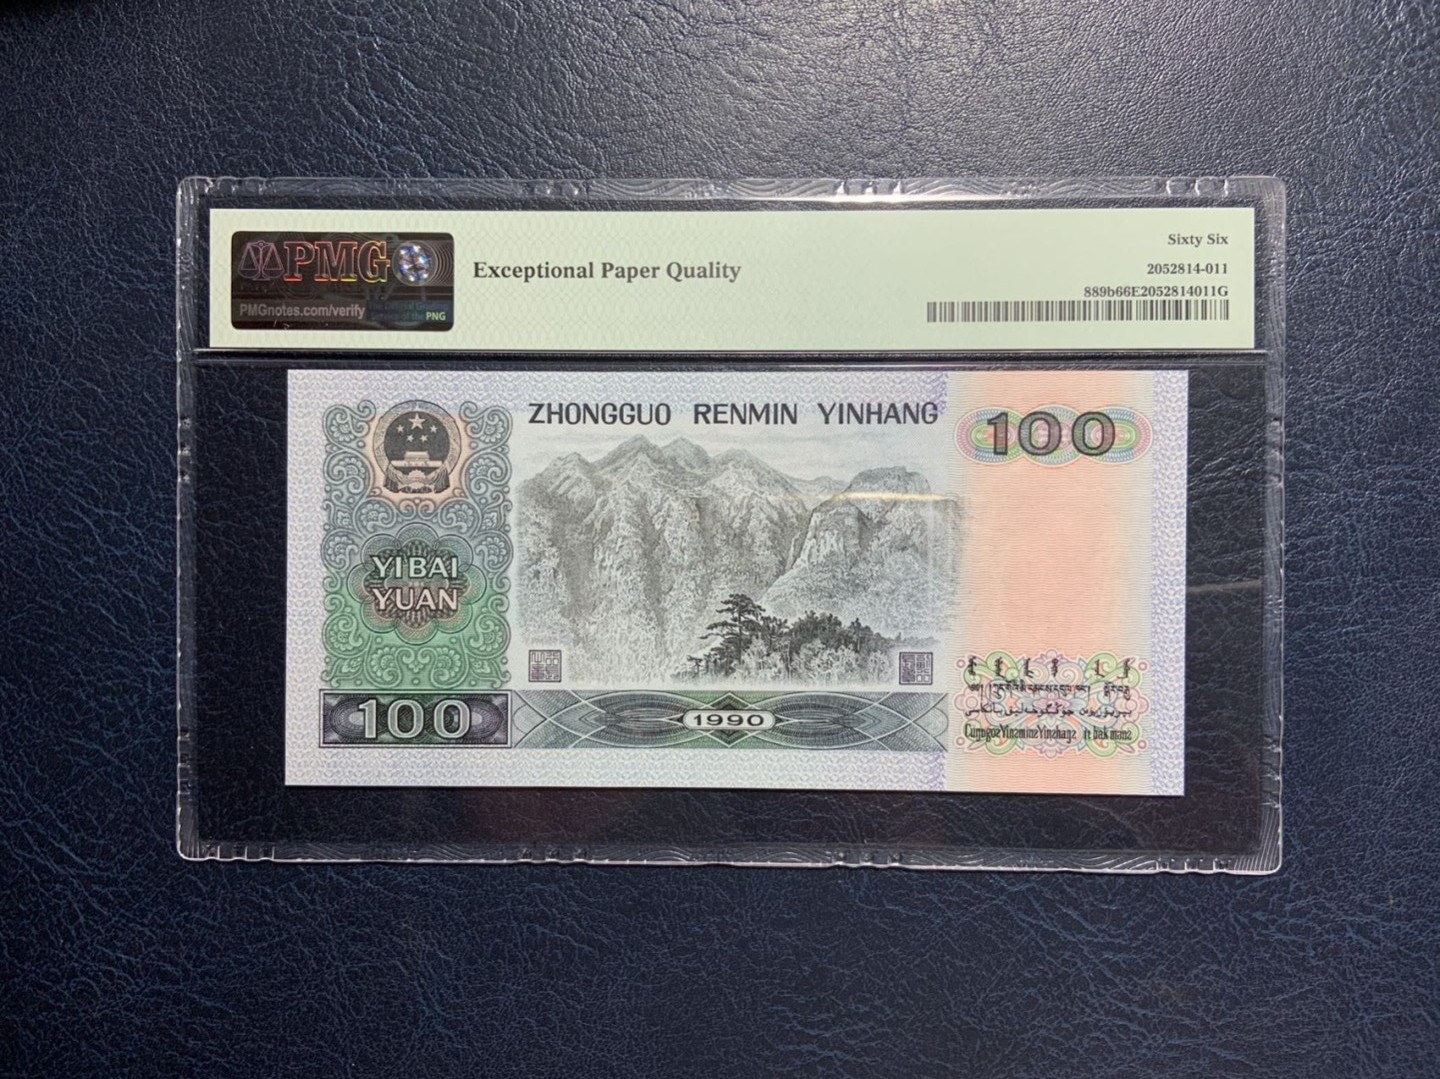 PMG
PMGnotes.com/verify
PNG
Exceptional Paper Quality
Sixty Six
2052814-011
889b66E2052814011G
ZHONGGUO RENMIN YINHANG
100
YI BAI
YUAN
100
1990